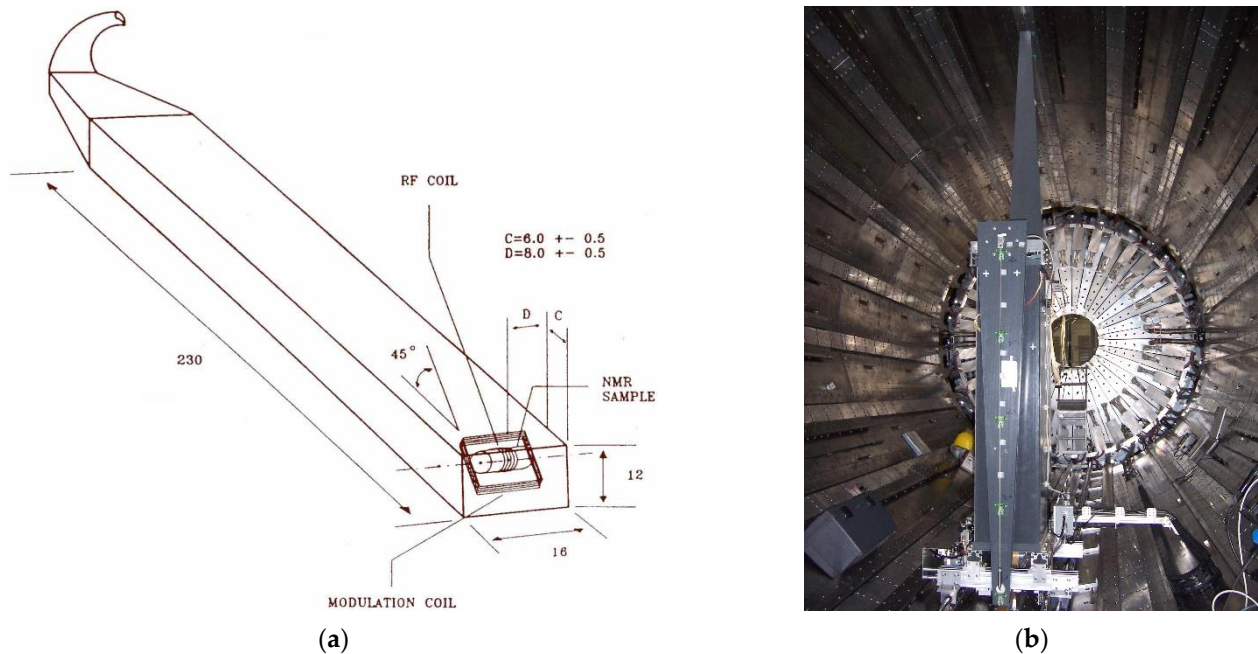 RF COIL
C=6.0 +- 0.5
D=8.0 +- 0.5
D
C
45°
230
NMR
SAMPLE
12
16
MODULATION COIL
(a)
(b)